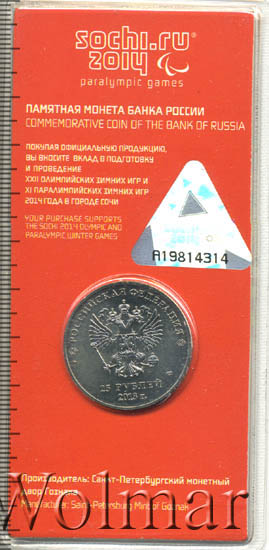 sochi.ru
2014
paralympic games
ПАМЯТНАЯ МОНЕТА БАНКА РОССИИ
COMMEMORATIVE COIN OF THE BANK OF RUSSIA
ПОКУПАЯ ОФИЦИАЛЬНУЮ ПРОДУКЦИЮ,
ВЫ ВНОСИТЕ ВКЛАД В ПОДГОТОВКУ
И ПРОВЕДЕНИЕ
XXII ОЛИМПИЙСКИХ ЗИМНИХ ИГР И
XI ПАРАЛИМПИЙСКИХ ЗИМНИХ ИГР
2014 ГОДА В ГОРОДЕ СОЧИ
YOUR PURCHASE SUPPORTS
THE SOCHI 2014 OLYMPIC AND
PARALYMPIC WINTER GAMES
A19814314
РОССИЙСКАЯ ФЕДЕРАЦИЯ
25 РУБЛЕЙ
2013 г.
Производитель: Санкт-Петербургский монетный
двор Гознака
Manufacturer: Saint-Petersburg Mint of Goznak
Wolmar